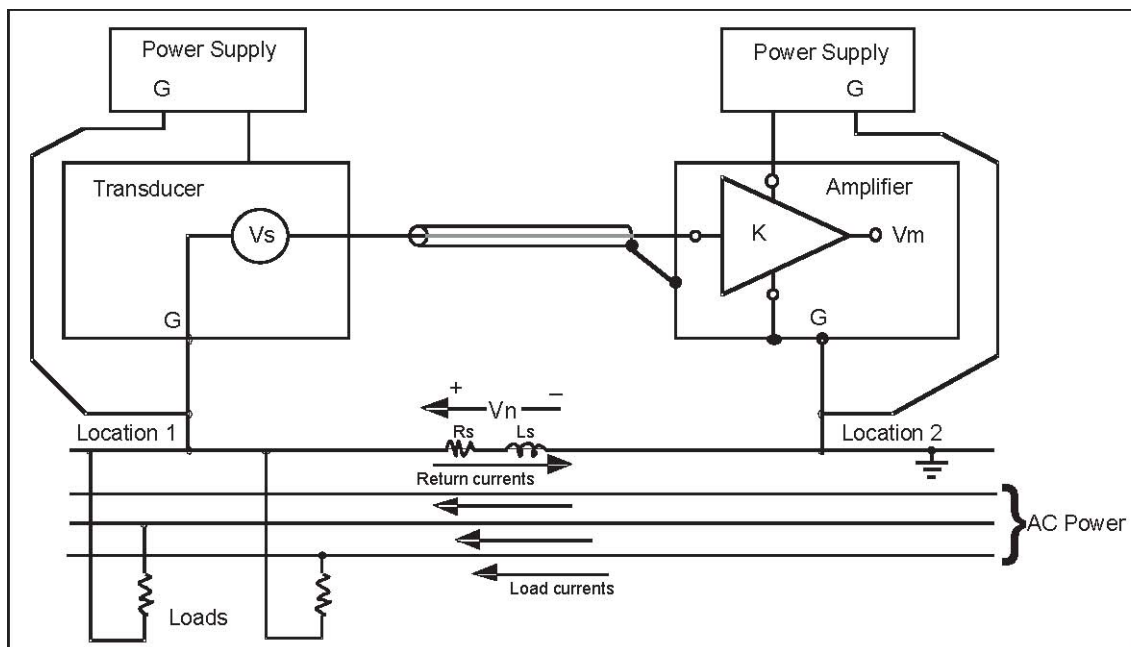 Power Supply
G
Power Supply
G
Transducer
Vs
G
Amplifier
K
Vm
G
+
Vn
–
Rs
Ls
Location 1
Location 2
Return currents
AC Power
Load currents
Loads